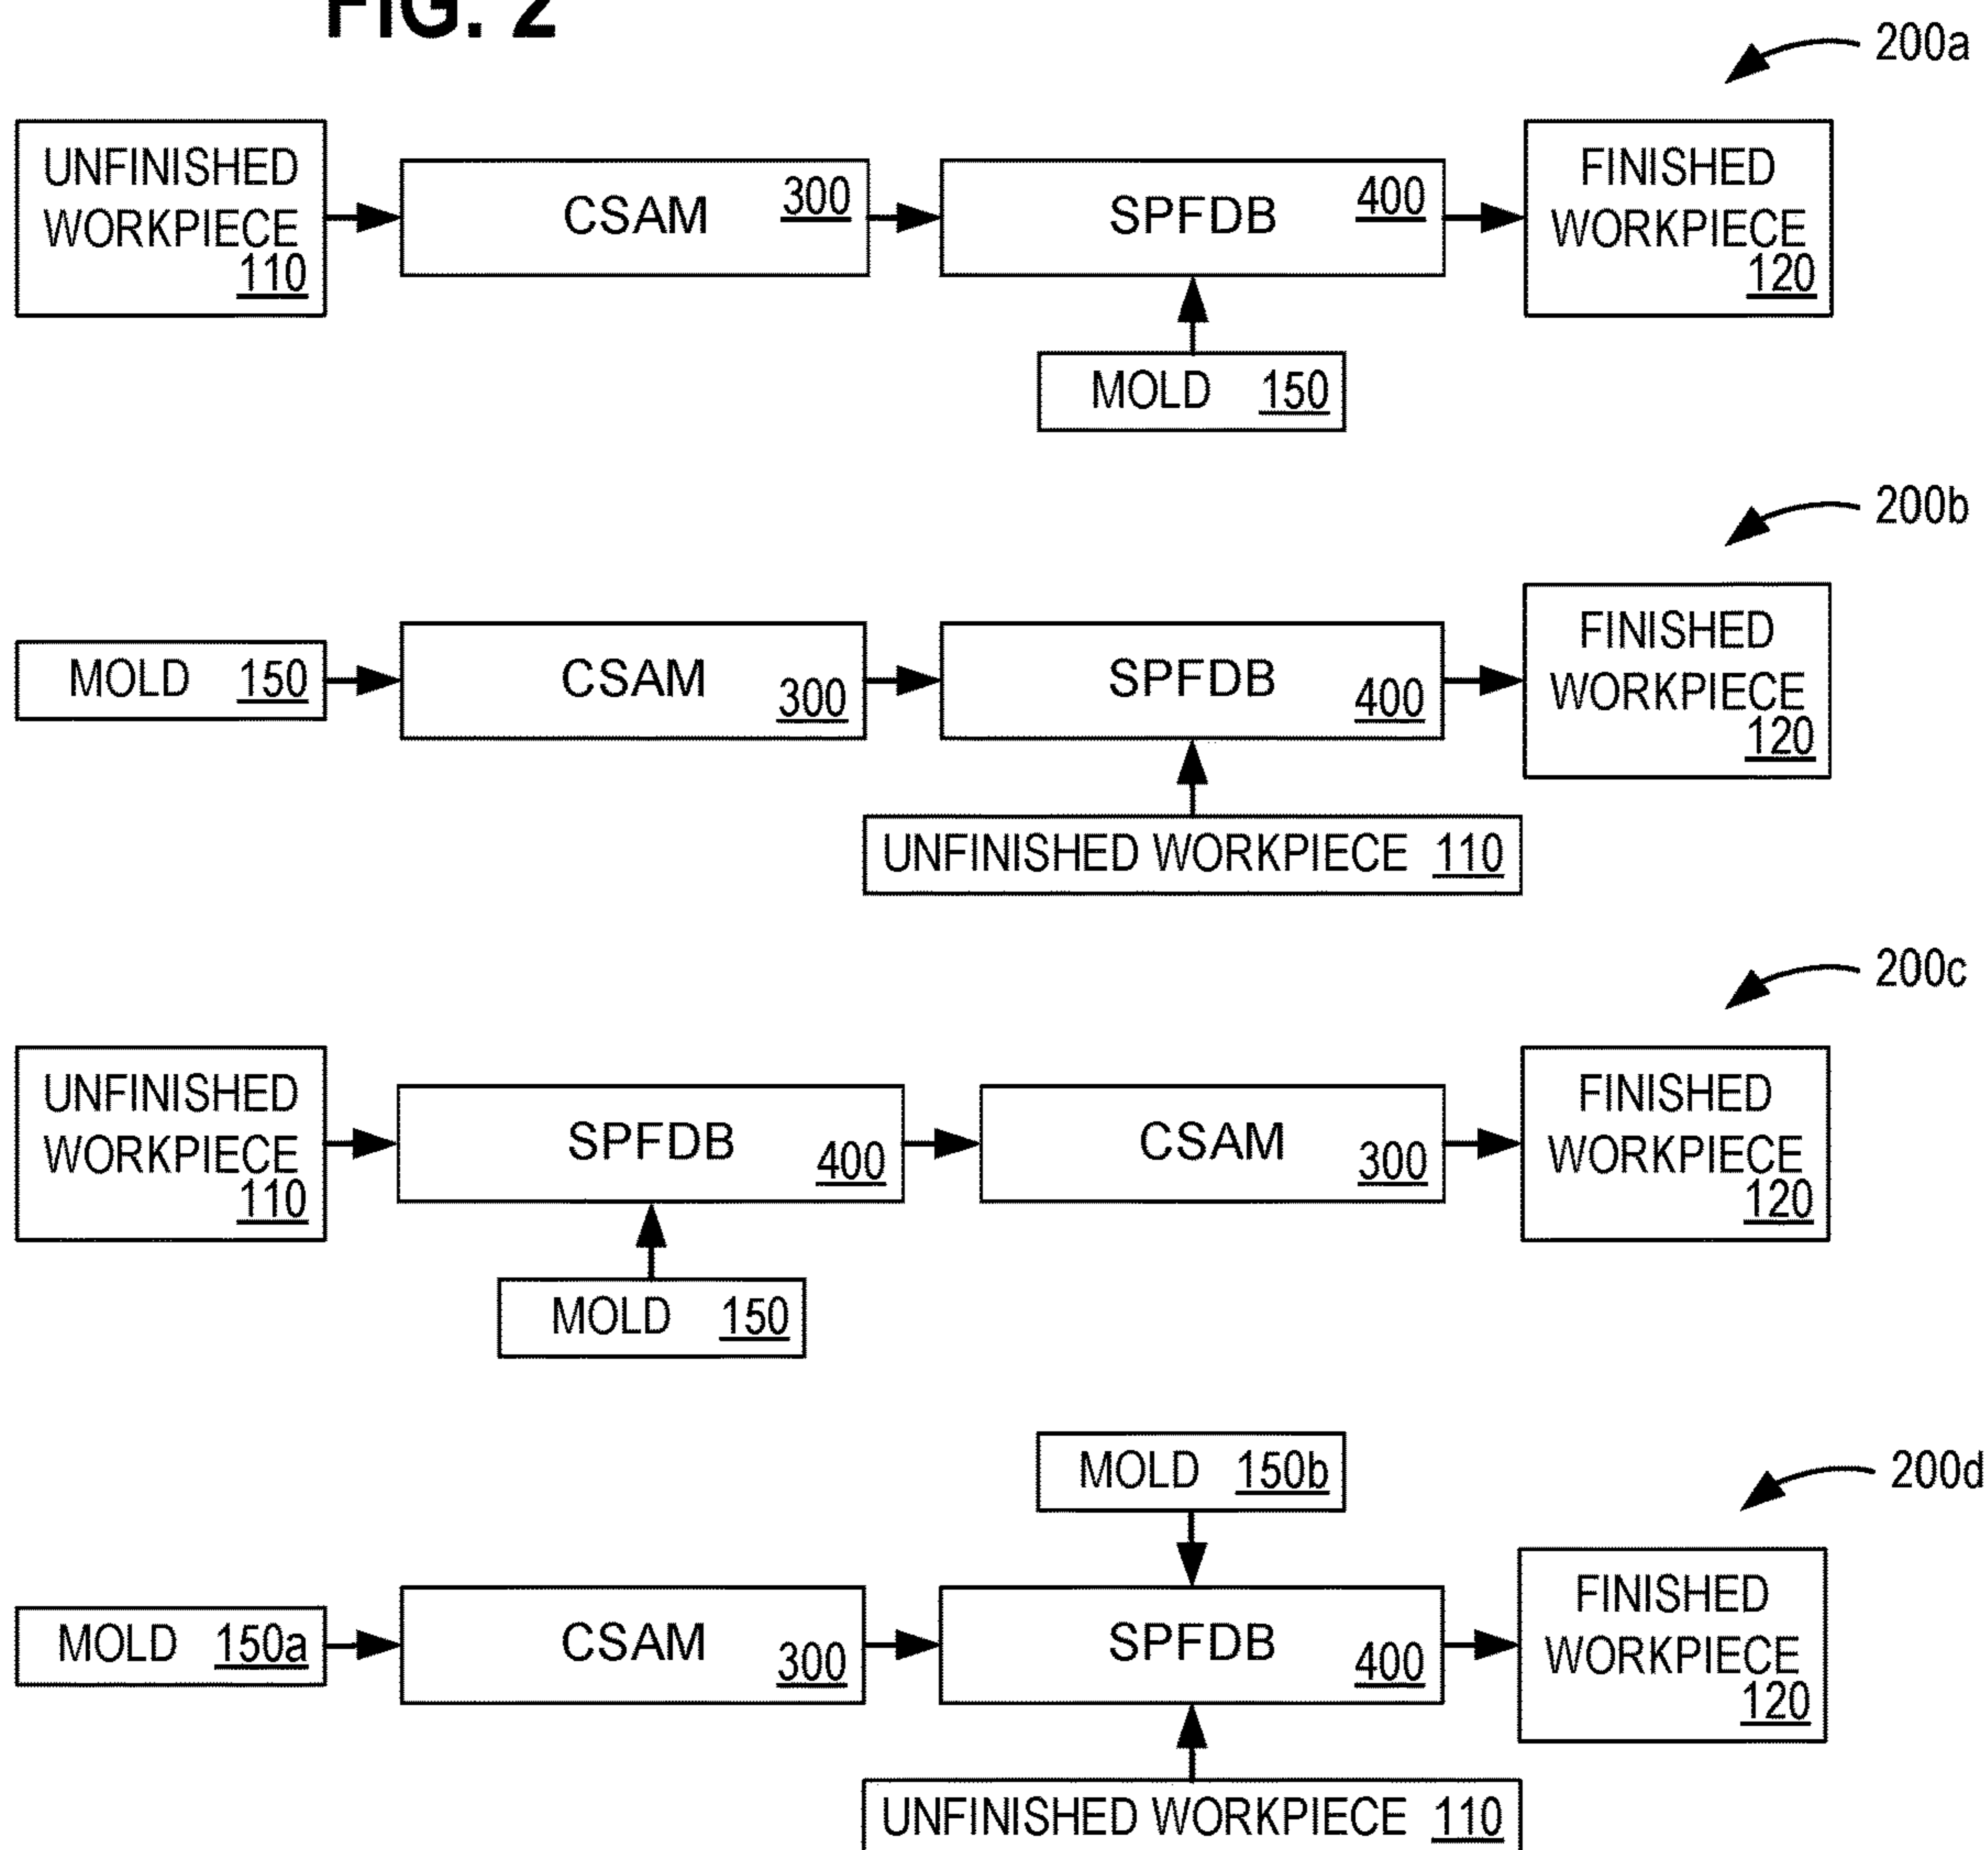 FIG. 2
200a
UNFINISHED
WORKPIECE
110
CSAM 300
SPFDB 400
FINISHED
WORKPIECE
120
MOLD 150
200b
MOLD 150
CSAM 300
SPFDB 400
FINISHED
WORKPIECE
120
UNFINISHED WORKPIECE 110
200c
UNFINISHED
WORKPIECE
110
SPFDB 400
CSAM 300
FINISHED
WORKPIECE
120
MOLD 150
MOLD 150b
200d
MOLD 150a
CSAM 300
SPFDB 400
FINISHED
WORKPIECE
120
UNFINISHED WORKPIECE 110